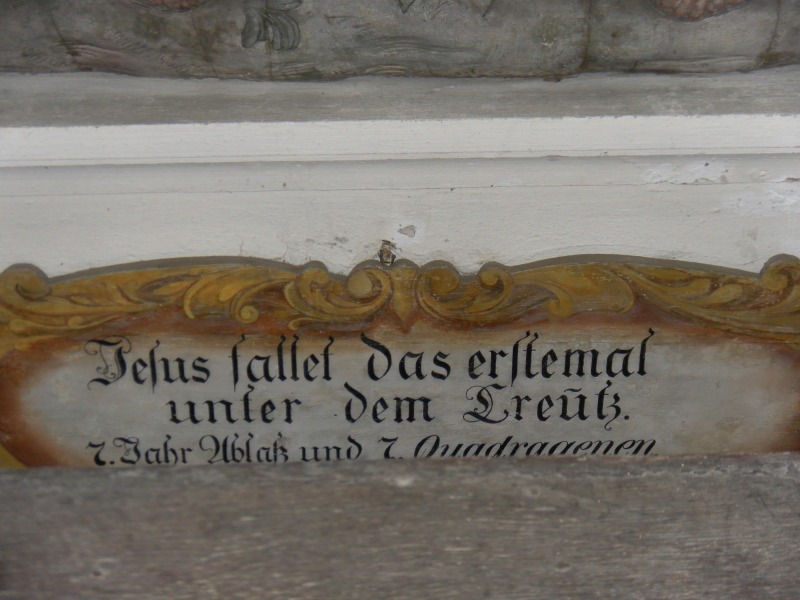 Jesus fallet das erstemal
unter dem Creütz.
7. Jahr Ablaß und 7. Quadragenen.